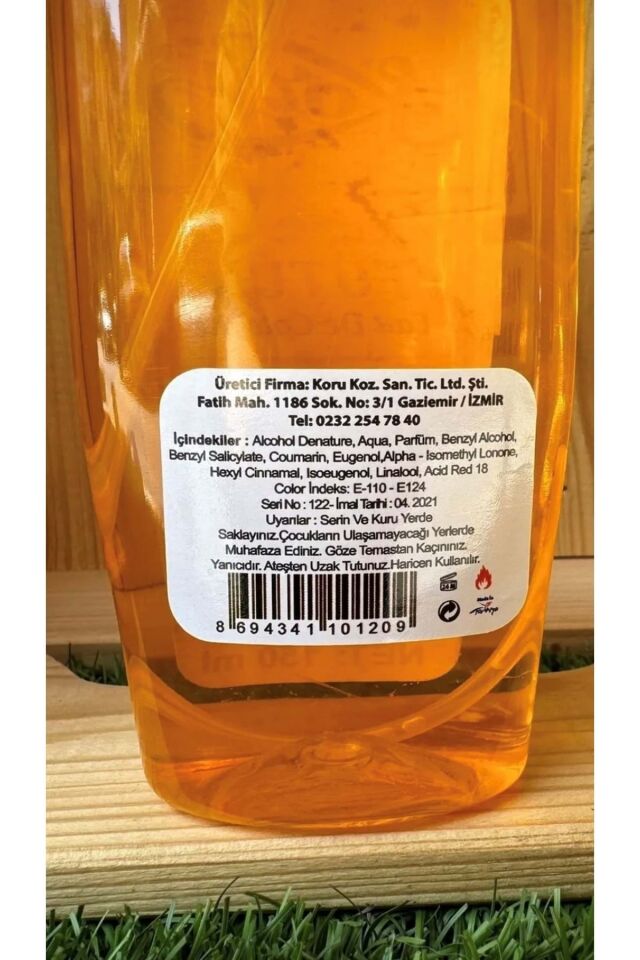 Üretici Firma: Koru Koz. San. Tic. Ltd. Şti.
Fatih Mah. 1186 Sok. No: 3/1 Gaziemir / İZMİR
Tel: 0232 254 78 40
İçindekiler : Alcohol Denature, Aqua, Parfüm, Benzyl Alcohol,
Benzyl Salicylate, Coumarin, Eugenol,Alpha - Isomethyl Lonone,
Hexyl Cinnamal, Isoeugenol, Linalool, Acid Red 18
Color İndeks: E-110 - E124
Seri No : 122- İmal Tarihi : 04. 2021
Uyarılar : Serin Ve Kuru Yerde
Saklayınız.Çocukların Ulaşamayacağı Yerlerde
Muhafaza Ediniz. Göze Temastan Kaçınınız.
Yanıcıdır. Ateşten Uzak Tutunuz.Haricen Kullanılır.
24 M
Made in
Türkiye
8 694341 101209